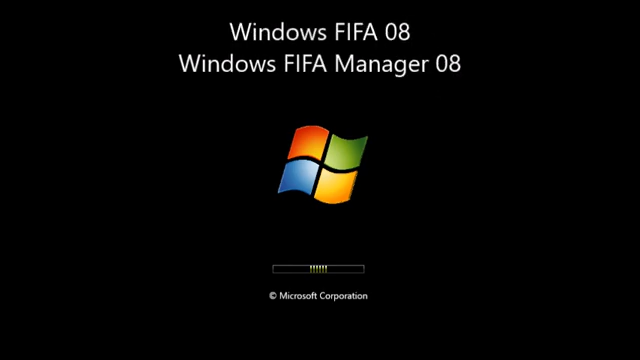 Windows FIFA 08
Windows FIFA Manager 08
© Microsoft Corporation